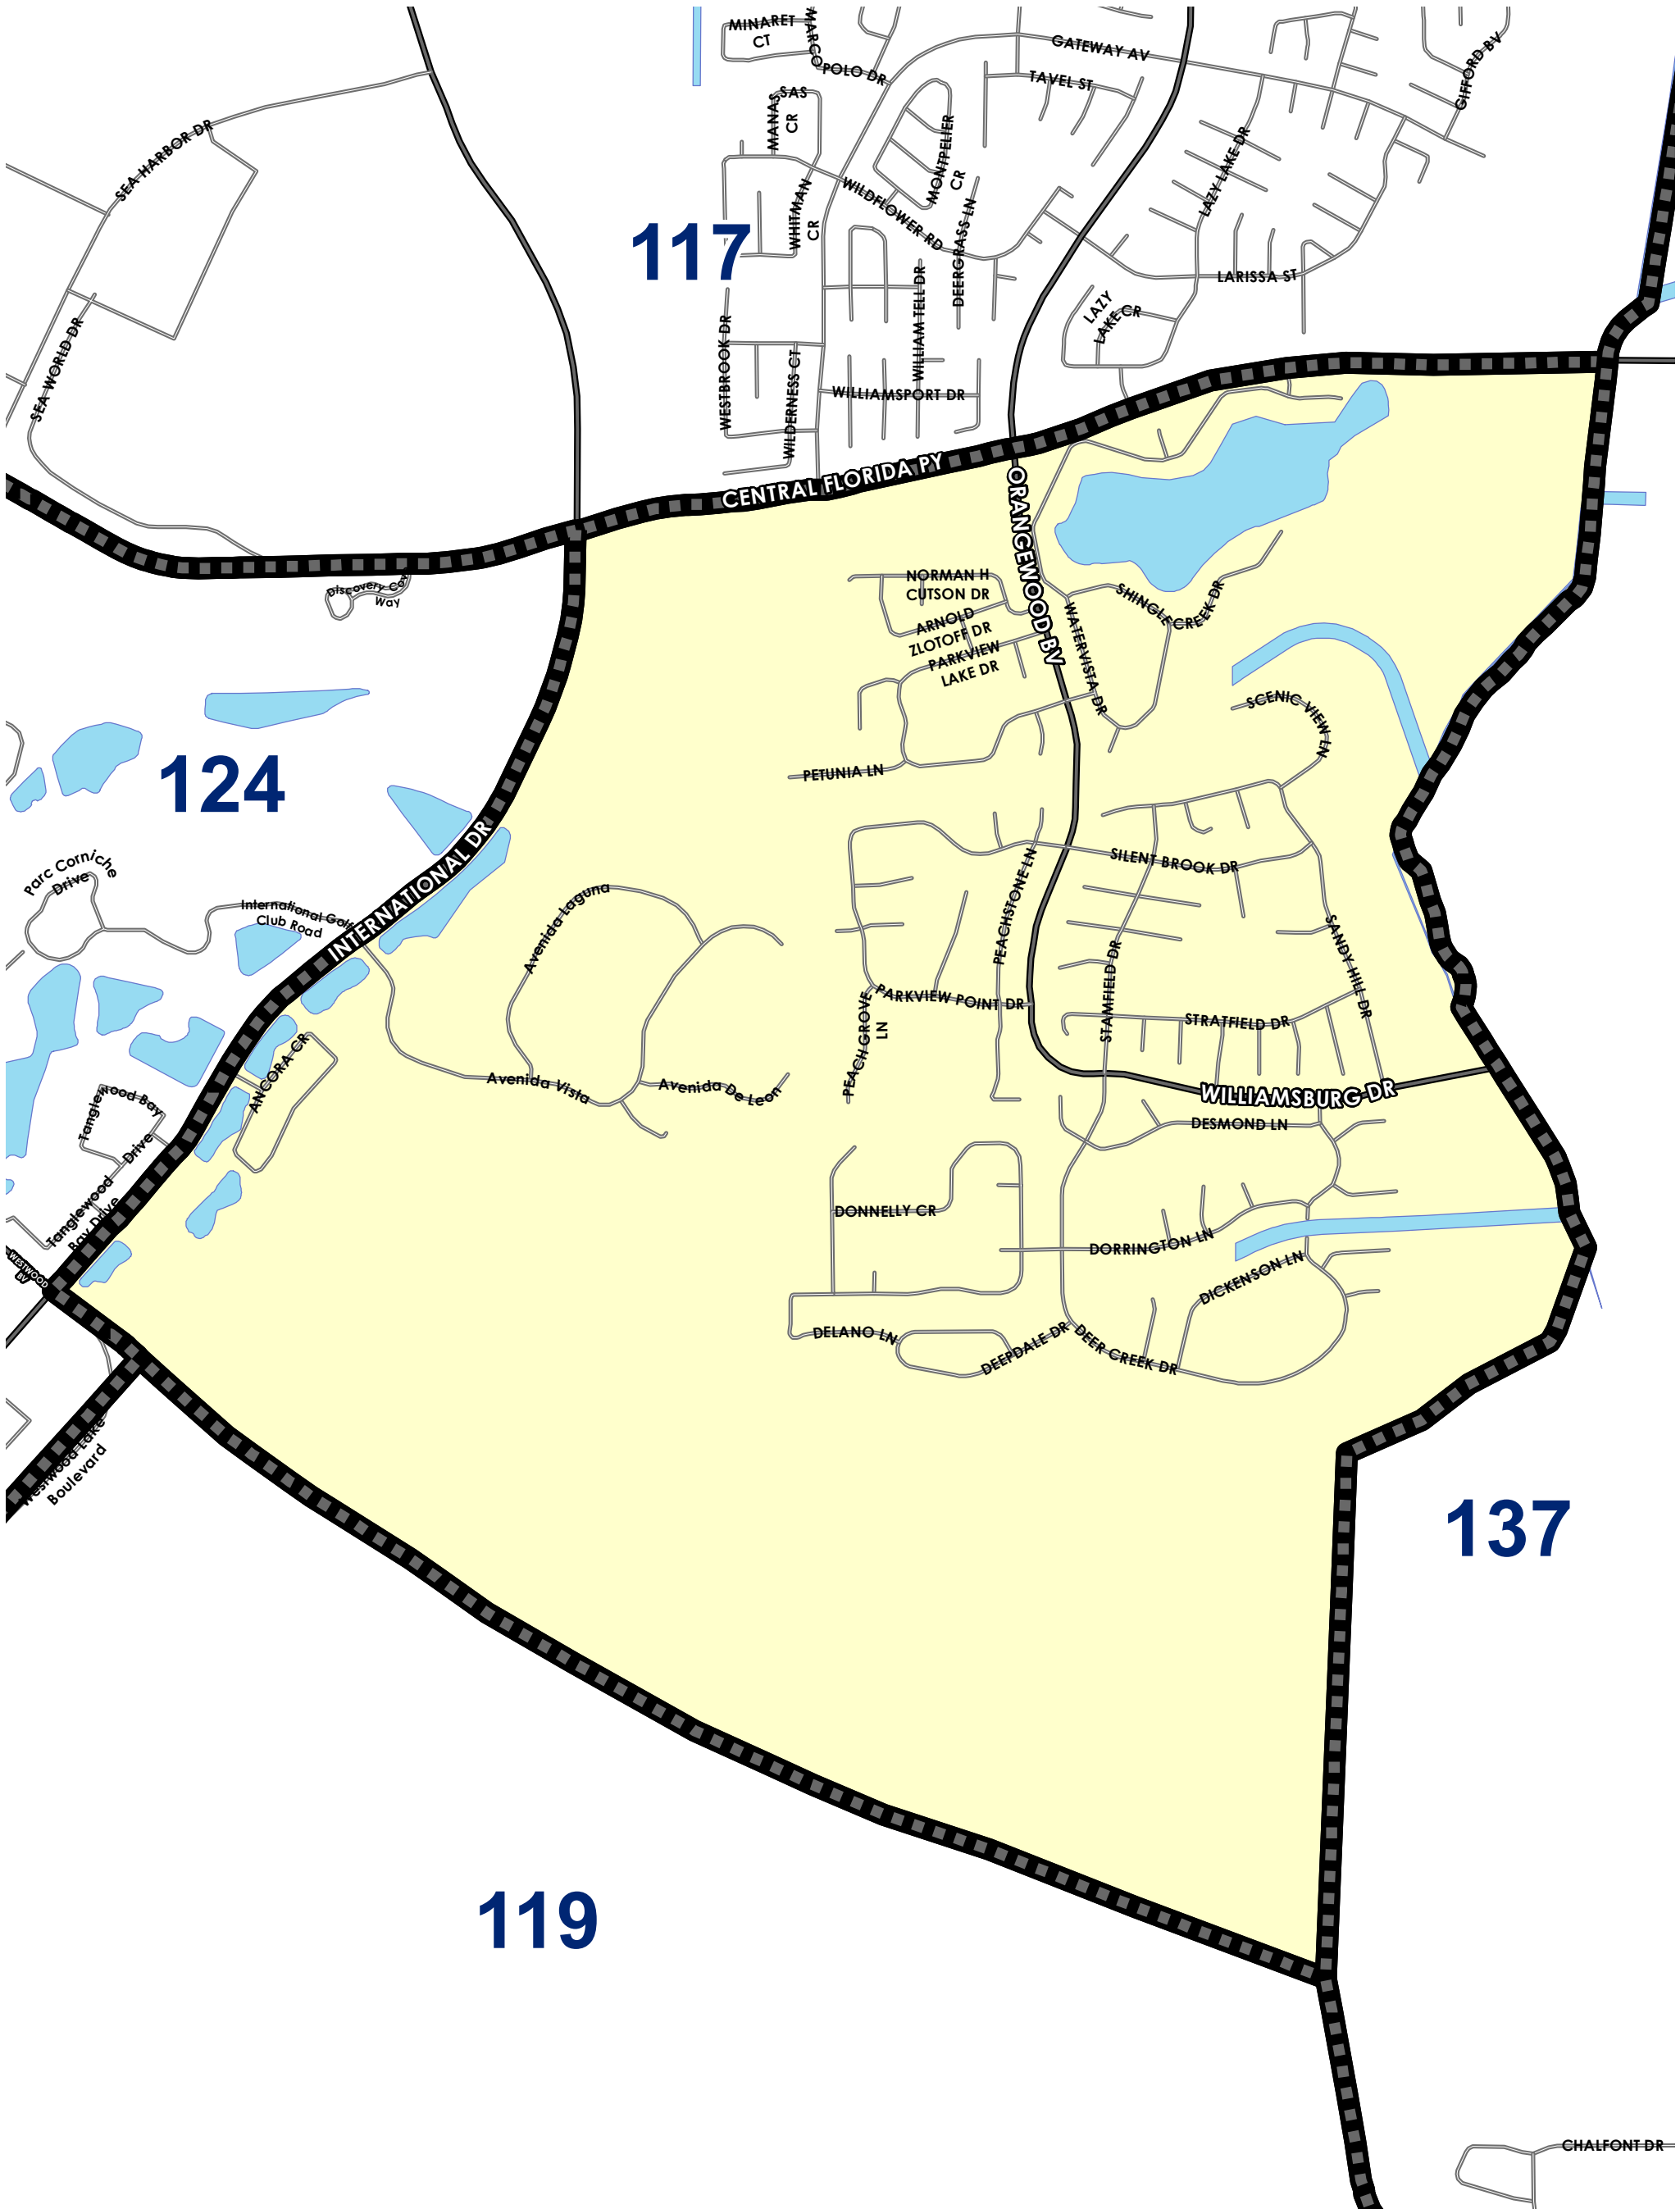 MINARET
CT
MARCO
POLO DR
GATEWAY AV
TAVEL ST
GIFFORD BV
MANAS
SAS
CR
MONTPELIER
CR
SEA HARBOR DR
LAZY LAKE DR
WHITMAN
CR
WILDFLOWER RD
DEERGRASS LN
117
LARISSA ST
WILLIAM TELL DR
LAZY
LAKE CR
SEA WORLD DR
WESTBROOK DR
WILDERNESS CT
WILLIAMSPORT DR
CENTRAL FLORIDA PY
ORANGEWOOD BV
Discovery Cov
Way
NORMAN H
CUTSON DR
ARNOLD
ZLOTOFF DR
PARKVIEW
LAKE DR
WATERVISTA DR
SHINGLE CREEK DR
SCENIC VIEW LN
124
PETUNIA LN
INTERNATIONAL DR
SILENT BROOK DR
Parc Corniche
Drive
International Golf
Club Road
Avenida Laguna
PEACHSTONE LN
SANDY HILL DR
STAMFIELD DR
PARKVIEW POINT DR
STRATFIELD DR
PEACH GROVE
LN
ANCORA CR
Avenida Vista
Avenida De Leon
WILLIAMSBURG DR
DESMOND LN
Tanglewood Bay
Drive
Tanglewood
Bay Drive
DONNELLY CR
DORRINGTON LN
DICKENSON LN
WESTWOOD
BV
DELANO LN
DEEPDALE DR
DEER CREEK DR
Westwood Lake
Boulevard
137
119
CHALFONT DR